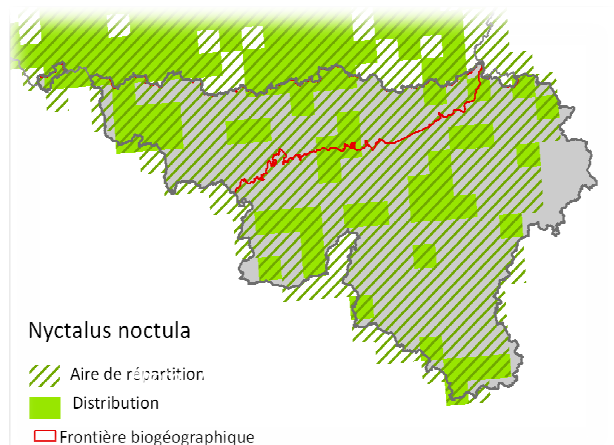 Nyctalus noctula
Aire de répartition
Distribution
Frontière biogéographique